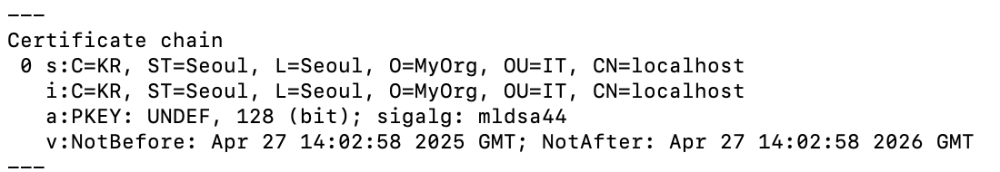 ---
Certificate chain
 0 s:C=KR, ST=Seoul, L=Seoul, O=MyOrg, OU=IT, CN=localhost
   i:C=KR, ST=Seoul, L=Seoul, O=MyOrg, OU=IT, CN=localhost
   a:PKEY: UNDEF, 128 (bit); sigalg: mldsa44
   v:NotBefore: Apr 27 14:02:58 2025 GMT; NotAfter: Apr 27 14:02:58 2026 GMT
---